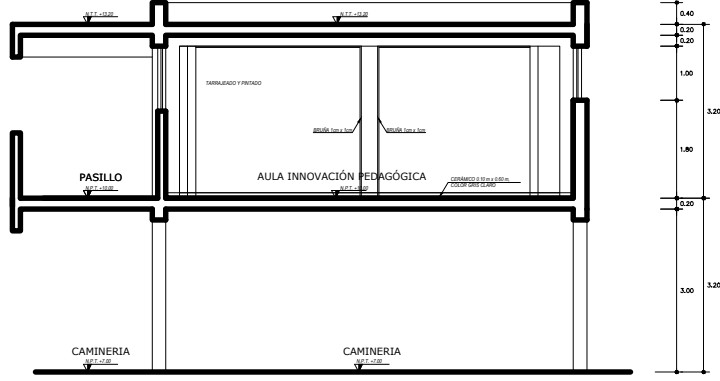 N.T.T. +13.20
N.T.T. +13.20
0.40
0.20
0.20
TARRAJEADO Y PINTADO
1.00
3.20
BRUÑA 1cm x 1cm
BRUÑA 1cm x 1cm
1.80
PASILLO
N.P.T. +10.00
AULA INNOVACIÓN PEDAGÓGICA
N.P.T. +10.00
CERÁMICO 0.10 m x 0.60 m,
COLOR GRIS CLARO
0.20
3.00
3.20
CAMINERIA
N.P.T. +7.00
CAMINERIA
N.P.T. +7.00